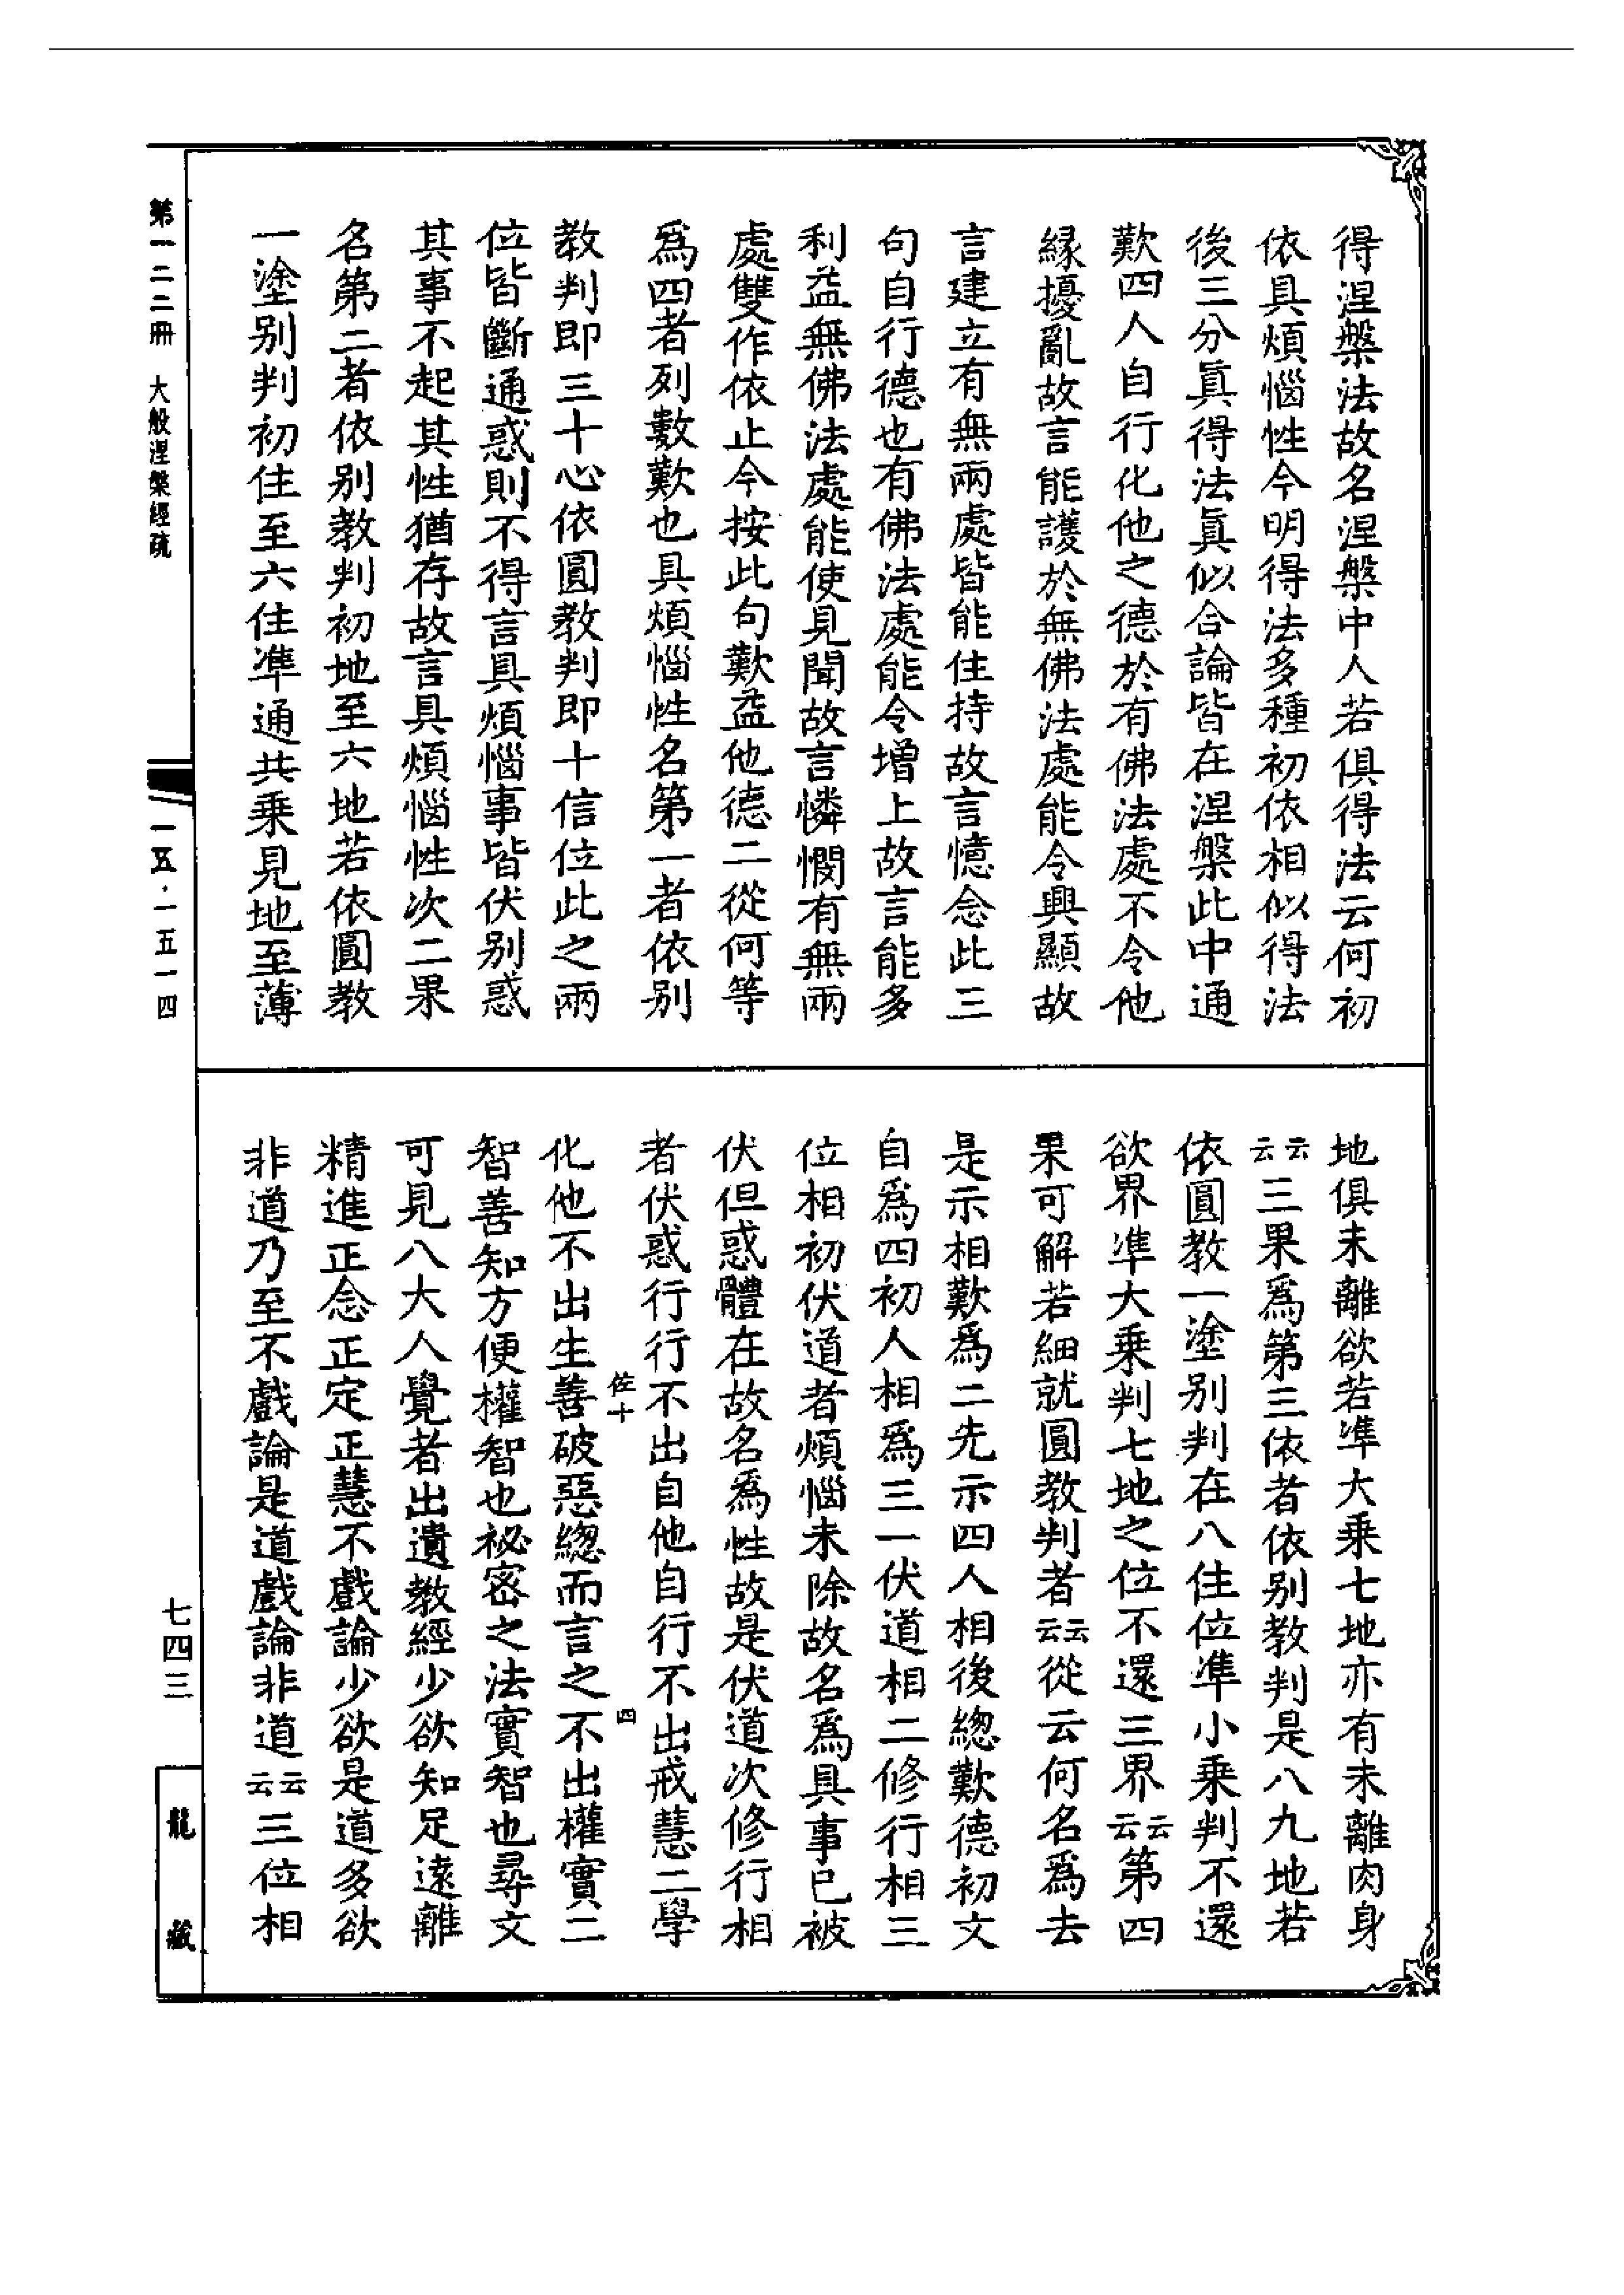 得涅槃法故名涅槃中人若俱得法云何初
依具煩惱性今明得法多種初依相似得法
後三分真得法真似合論皆在涅槃此中通
歎四人自行化他之德於有佛法處不令他
緣擾亂故言能護於無佛法處能令興顯故
言建立有無兩處皆能住持故言憶念此三
句自行德也有佛法處能令增上故言能多
利益無佛法處能使見聞故言憐憫有無兩
處雙作依止今按此句歎益他德二從何等
為四者列數歎也具煩惱性名第一者依別
教判即三十心依圓教判即十信位此之兩
位皆斷通惑則不得言具煩惱事皆伏別惑
其事不起其性猶存故言具煩惱性次二果
名第二者依別教判初地至六地若依圓教
一塗別判初住至六住準通共乘見地至薄
地俱未離欲若準大乘七地亦有未離肉身
云云三果為第三依者依別教判是八九地若
依圓教一塗別判在八住位準小乘判不還
欲界準大乘判七地之位不還三界云云第四
果可解若細就圓教判者云云從云何名為去
是示相歎為二先示四人相後總歎德初文
自為四初人相為三一伏道相二修行相三
位相初伏道者煩惱未除故名為具事已被
伏但惑體在故名為性故是伏道次修行相
者伏惑行行不出自他自行不出戒慧二學
化他不出生善破惡總而言之不出權實二
智善知方便權智也祕密之法實智也尋文
可見八大人覺者出遺教經少欲知足遠離
精進正念正定正慧不戲論少欲是道多欲
非道乃至不戲論是道戲論非道云云三位相
佐十
四
第一二二冊 大般涅槃經疏
一五·一五一四
七四三
龍藏